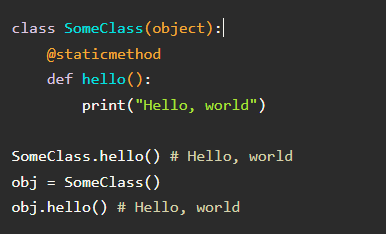 class SomeClass(object):
    @staticmethod
    def hello():
        print("Hello, world")

SomeClass.hello() # Hello, world
obj = SomeClass()
obj.hello() # Hello, world